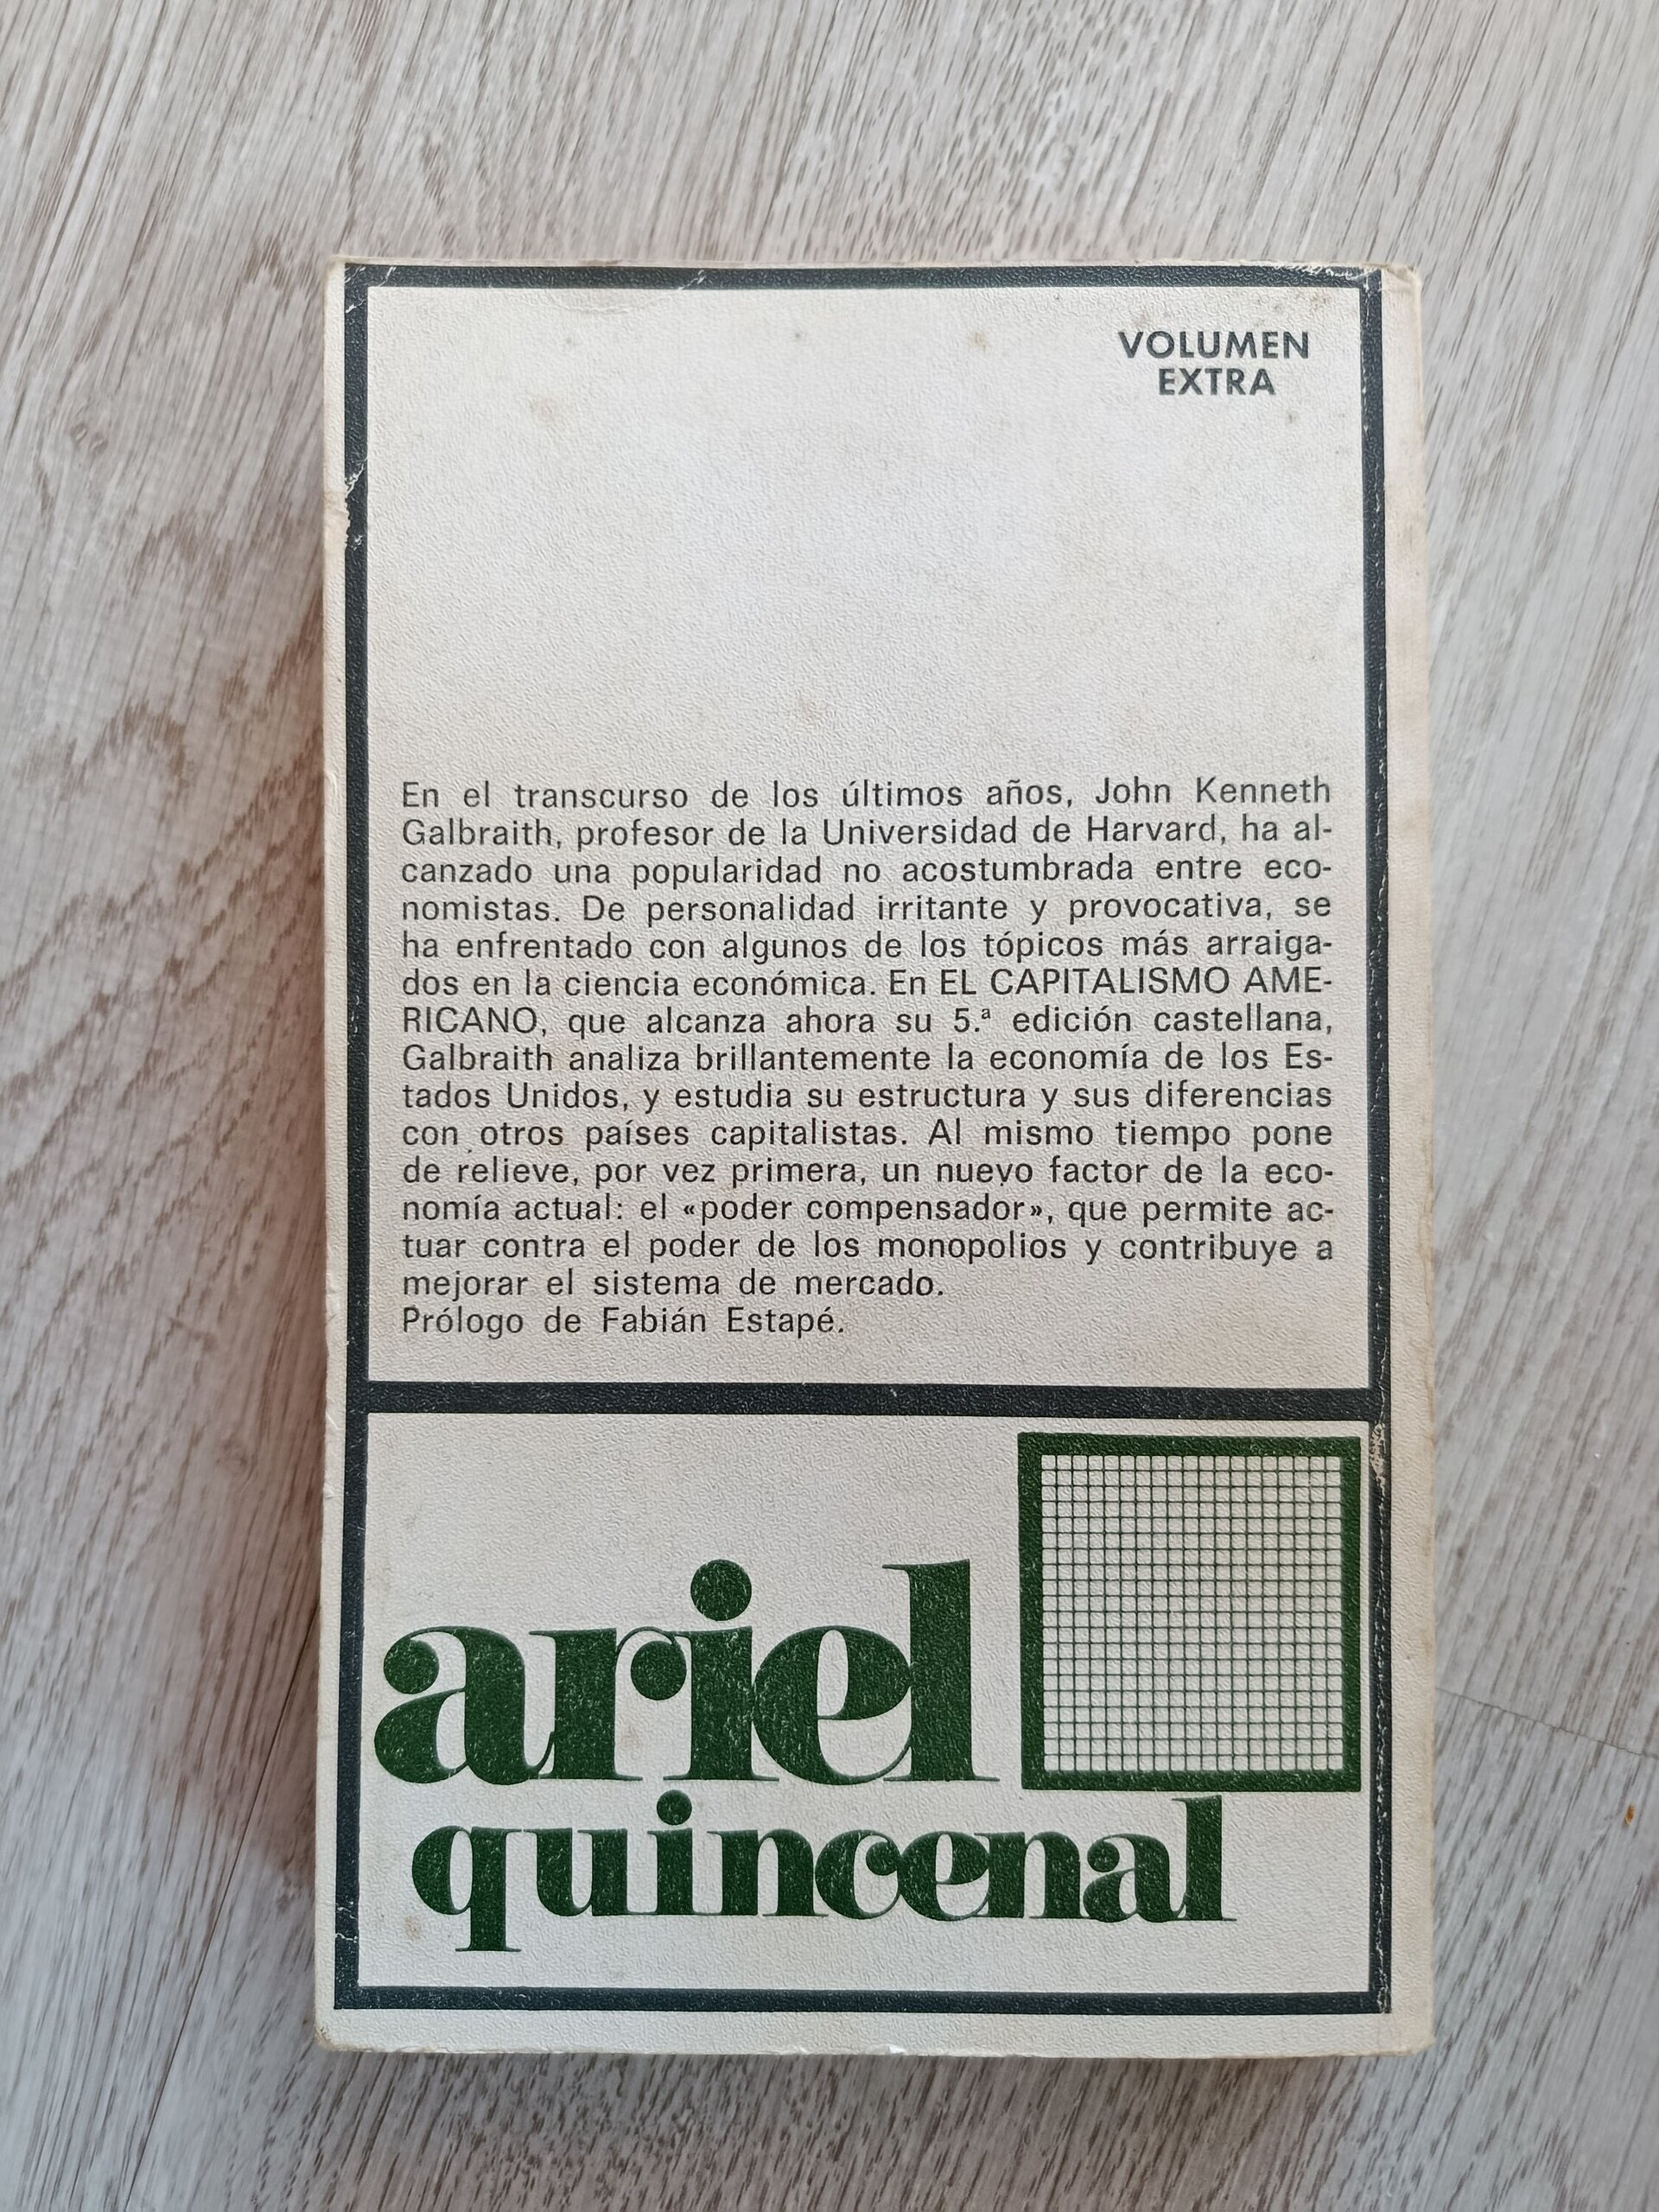 VOLUMEN
EXTRA
En el transcurso de los últimos años, John Kenneth
Galbraith, profesor de la Universidad de Harvard, ha al-
canzado una popularidad no acostumbrada entre eco-
nomistas. De personalidad irritante y provocativa, se
ha enfrentado con algunos de los tópicos más arraiga-
dos en la ciencia económica. En EL CAPITALISMO AME-
RICANO, que alcanza ahora su 5.ª edición castellana,
Galbraith analiza brillantemente la economía de los Es-
tados Unidos, y estudia su estructura y sus diferencias
con otros países capitalistas. Al mismo tiempo pone
de relieve, por vez primera, un nuevo factor de la eco-
nomía actual: el «poder compensador», que permite ac-
tuar contra el poder de los monopolios y contribuye a
mejorar el sistema de mercado.
Prólogo de Fabián Estapé.
ariel
quincenal